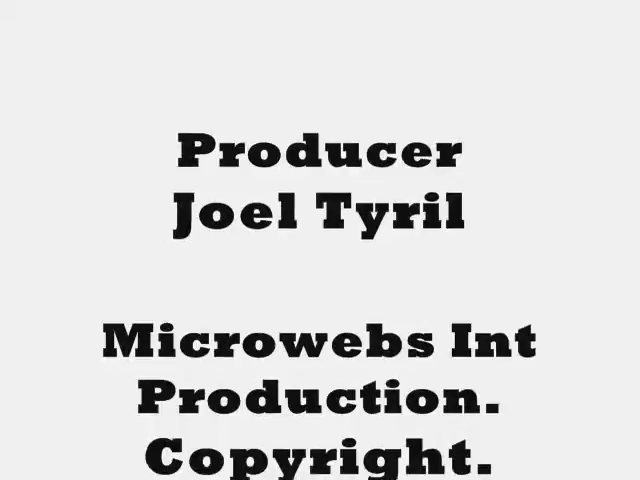 Producer
Joel Tyril
Microwebs Int
Production.
Copyright.